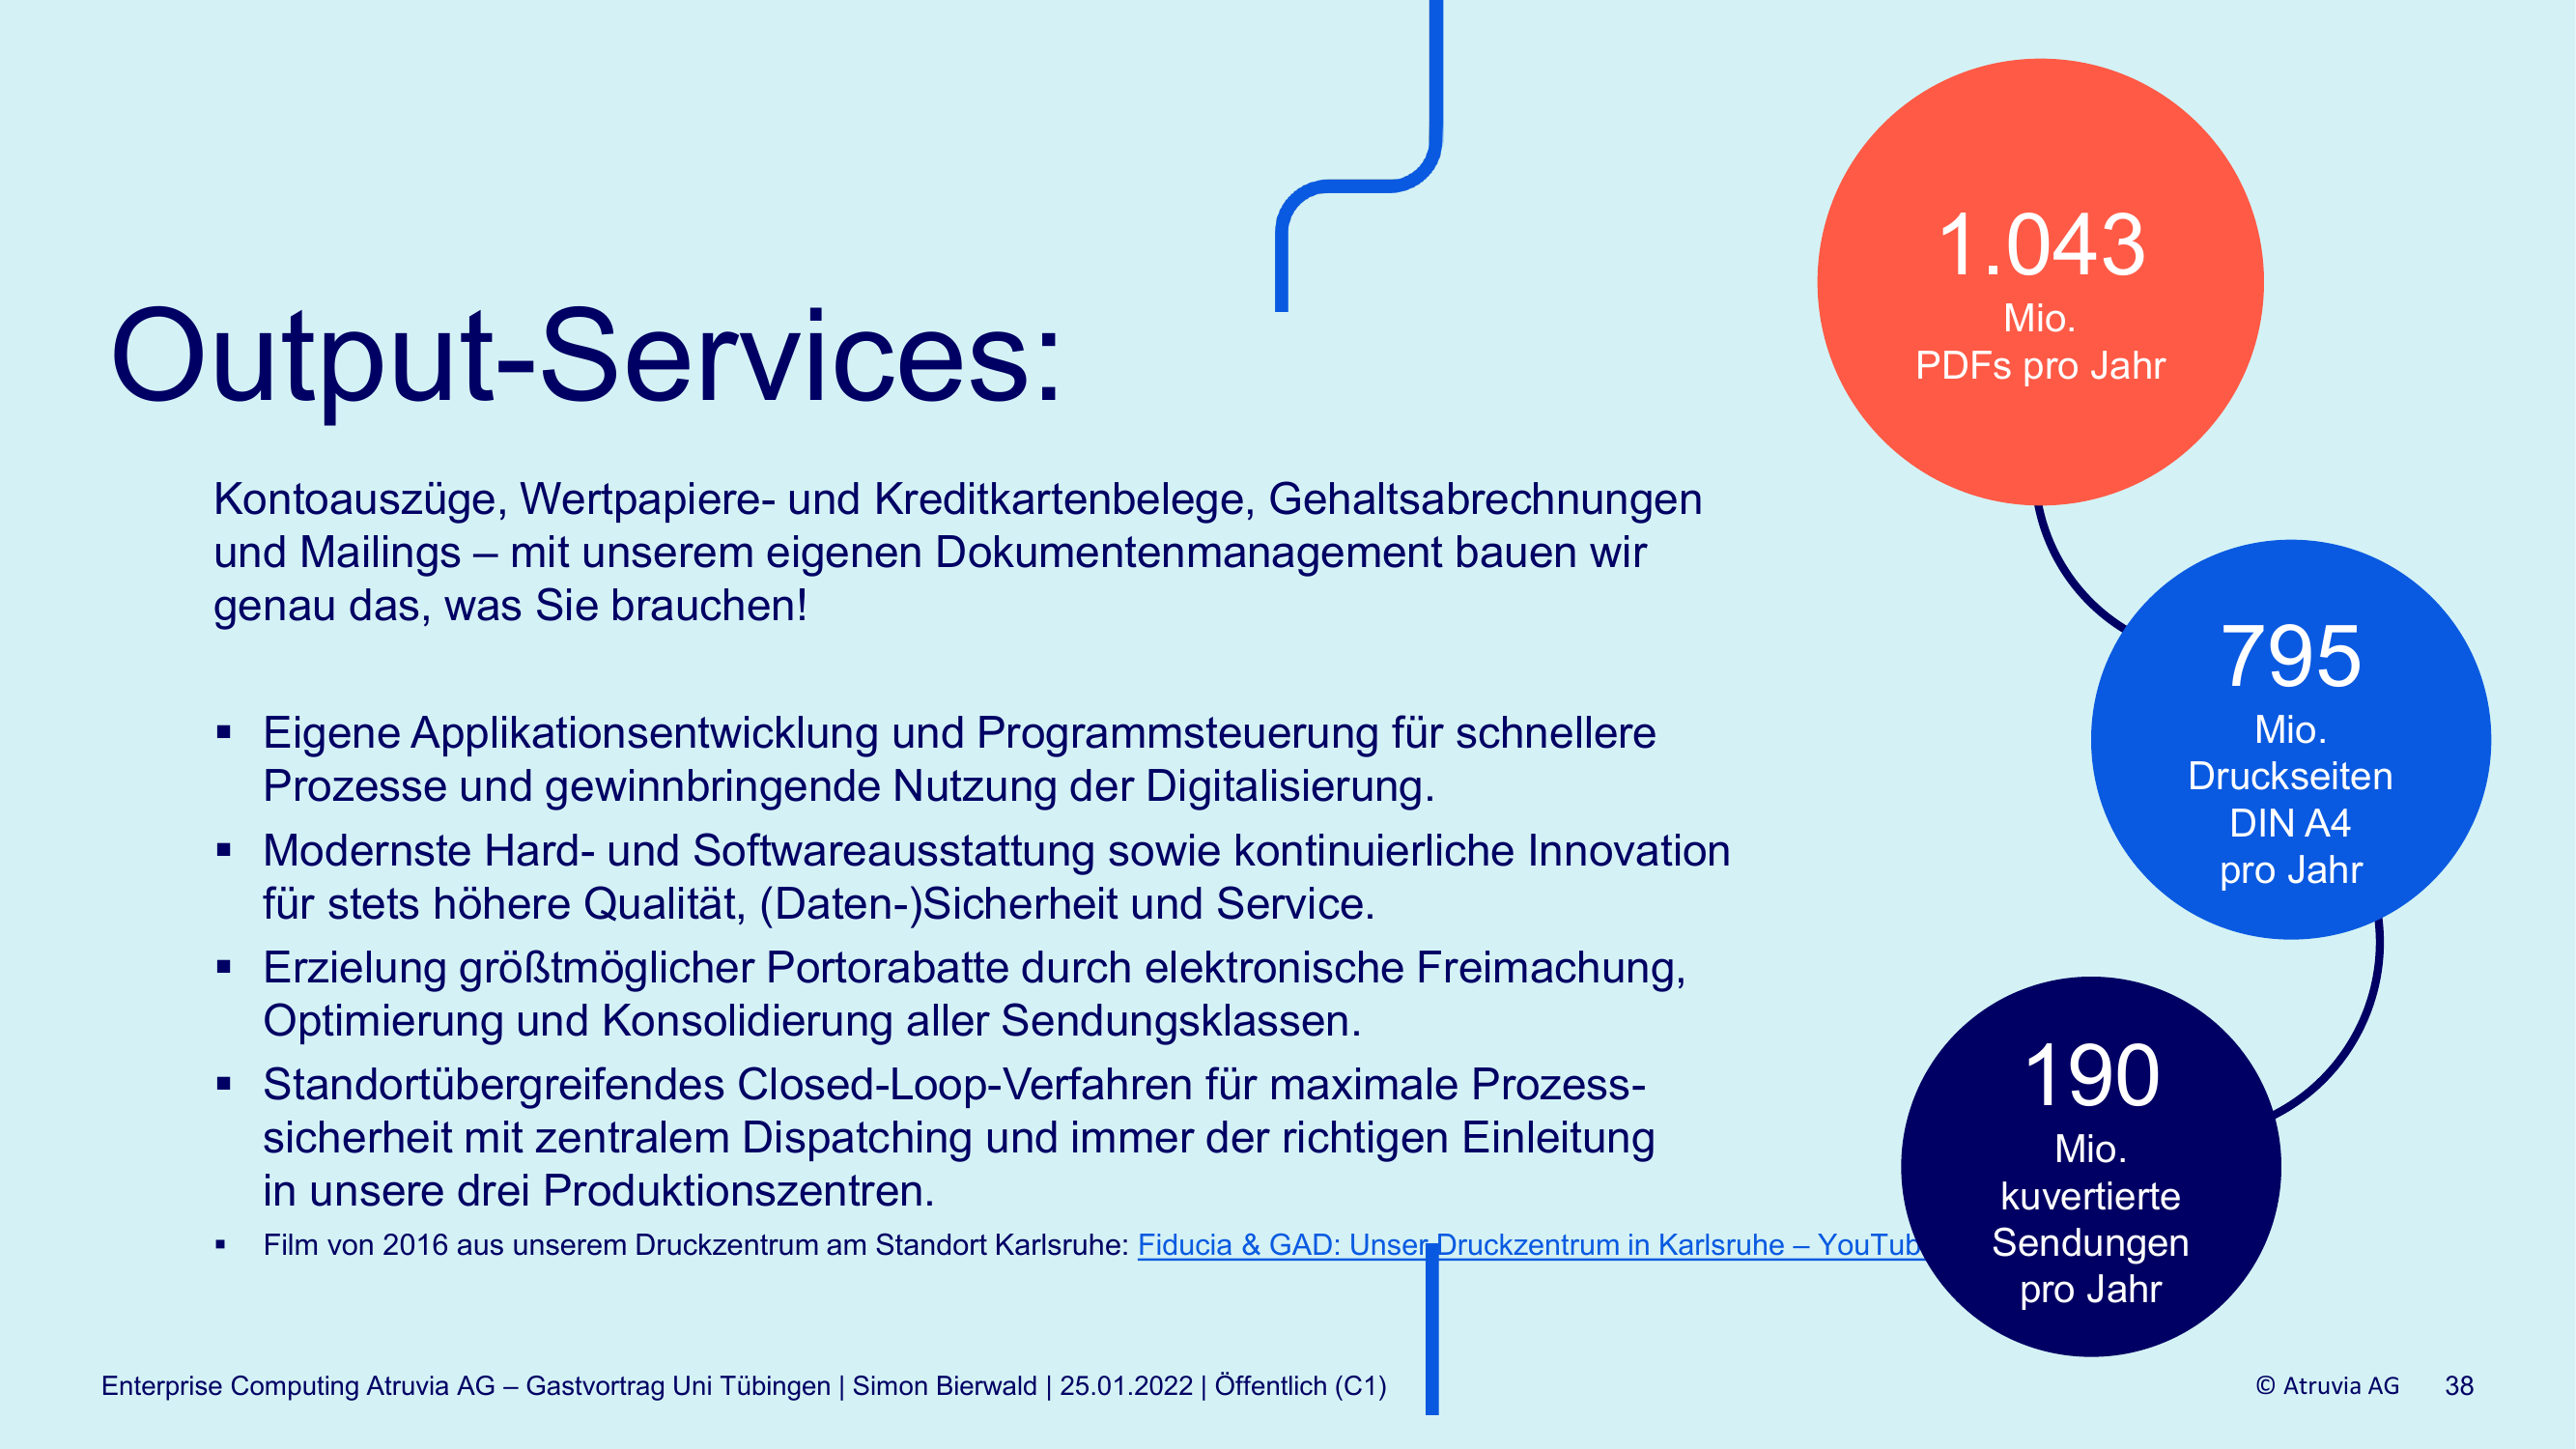 Output-Services:
Kontoauszüge, Wertpapiere- und Kreditkartenbelege, Gehaltsabrechnungen
und Mailings – mit unserem eigenen Dokumentenmanagement bauen wir
genau das, was Sie brauchen!
▪ Eigene Applikationsentwicklung und Programmsteuerung für schnellere
Prozesse und gewinnbringende Nutzung der Digitalisierung.
▪ Modernste Hard- und Softwareausstattung sowie kontinuierliche Innovation
für stets höhere Qualität, (Daten-)Sicherheit und Service.
▪ Erzielung größtmöglicher Portorabatte durch elektronische Freimachung,
Optimierung und Konsolidierung aller Sendungsklassen.
▪ Standortübergreifendes Closed-Loop-Verfahren für maximale Prozess-
sicherheit mit zentralem Dispatching und immer der richtigen Einleitung
in unsere drei Produktionszentren.
▪ Film von 2016 aus unserem Druckzentrum am Standort Karlsruhe: Fiducia & GAD: Unser Druckzentrum in Karlsruhe – YouTub
1.043
Mio.
PDFs pro Jahr
795
Mio.
Druckseiten
DIN A4
pro Jahr
190
Mio.
kuvertierte
Sendungen
pro Jahr
Enterprise Computing Atruvia AG – Gastvortrag Uni Tübingen | Simon Bierwald | 25.01.2022 | Öffentlich (C1)
© Atruvia AG 38